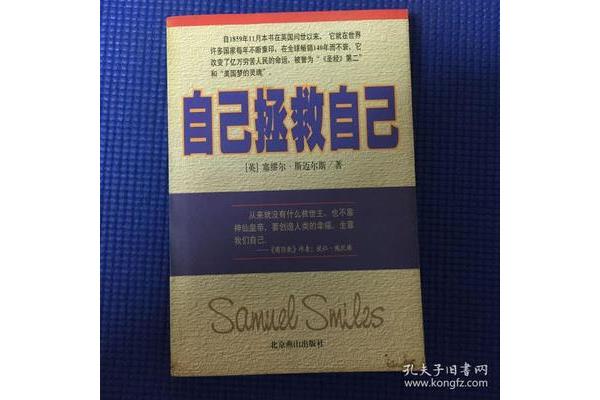 自1859年11月本书在英国问世以来，它就在世界
许多国家每年不断重印，在全球畅销140年而不衰，它
改变了亿万劳苦人民的命运，被誉为“《圣经》第二”
和“美国梦的灵魂”。
自己拯救自己
[英] 塞缪尔·斯迈尔斯／著
从来就没有什么救世主，也不靠
神仙皇帝，要创造人类的幸福，全靠
我们自己。
——《国际歌》作者：欧仁·鲍狄埃
Samuel Smiles
北京燕山出版社
孔夫子旧书网
www.kongfz.com